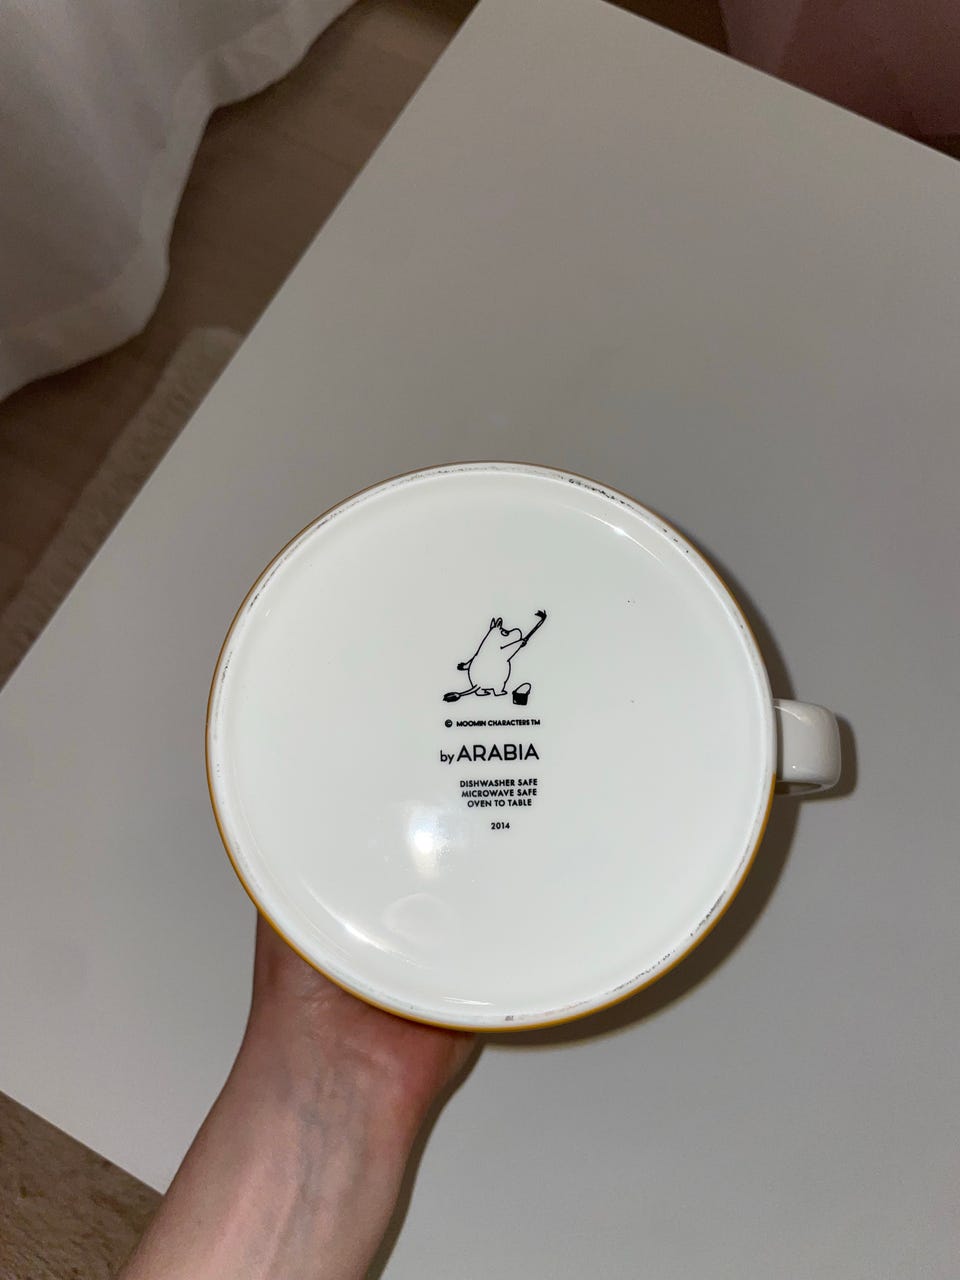 © MOOMIN CHARACTERS TM
by ARABIA
DISHWASHER SAFE
MICROWAVE SAFE
OVEN TO TABLE
2014